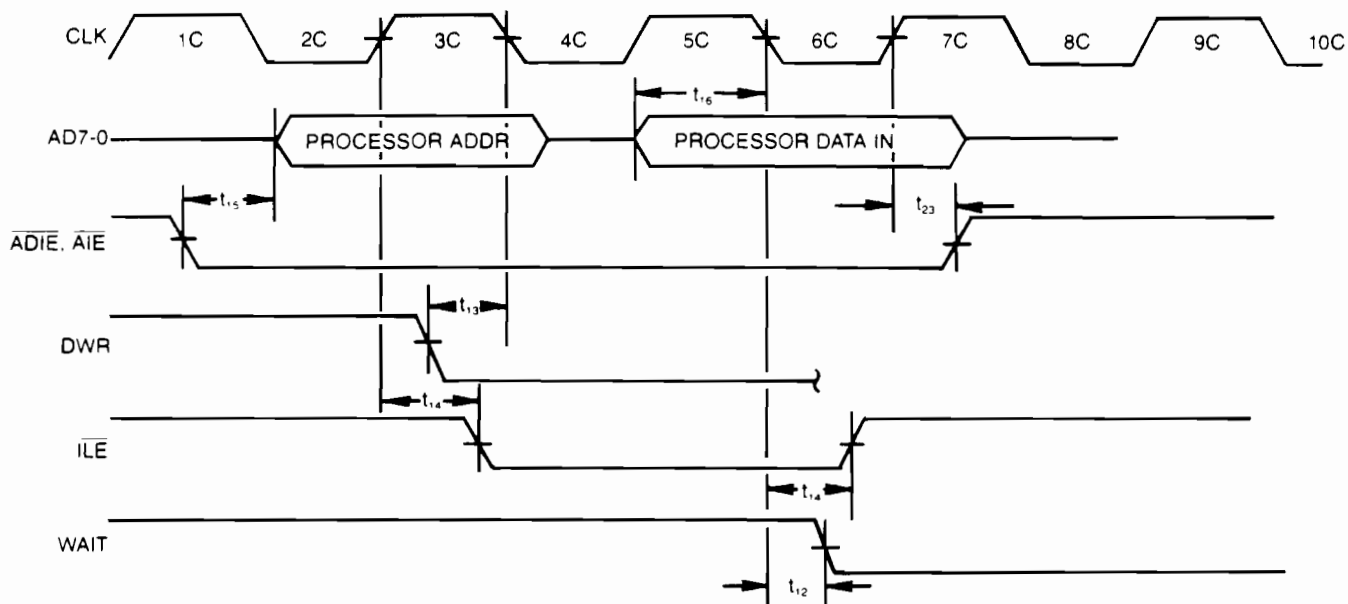 CLK 1C 2C 3C 4C 5C 6C 7C 8C 9C 10C
t₁₆
AD7-0 PROCESSOR ADDR PROCESSOR DATA IN
t₁₅ t₂₃
ADIE. AIE
t₁₃
DWR
t₁₄
ILE
t₁₄
WAIT
t₁₂